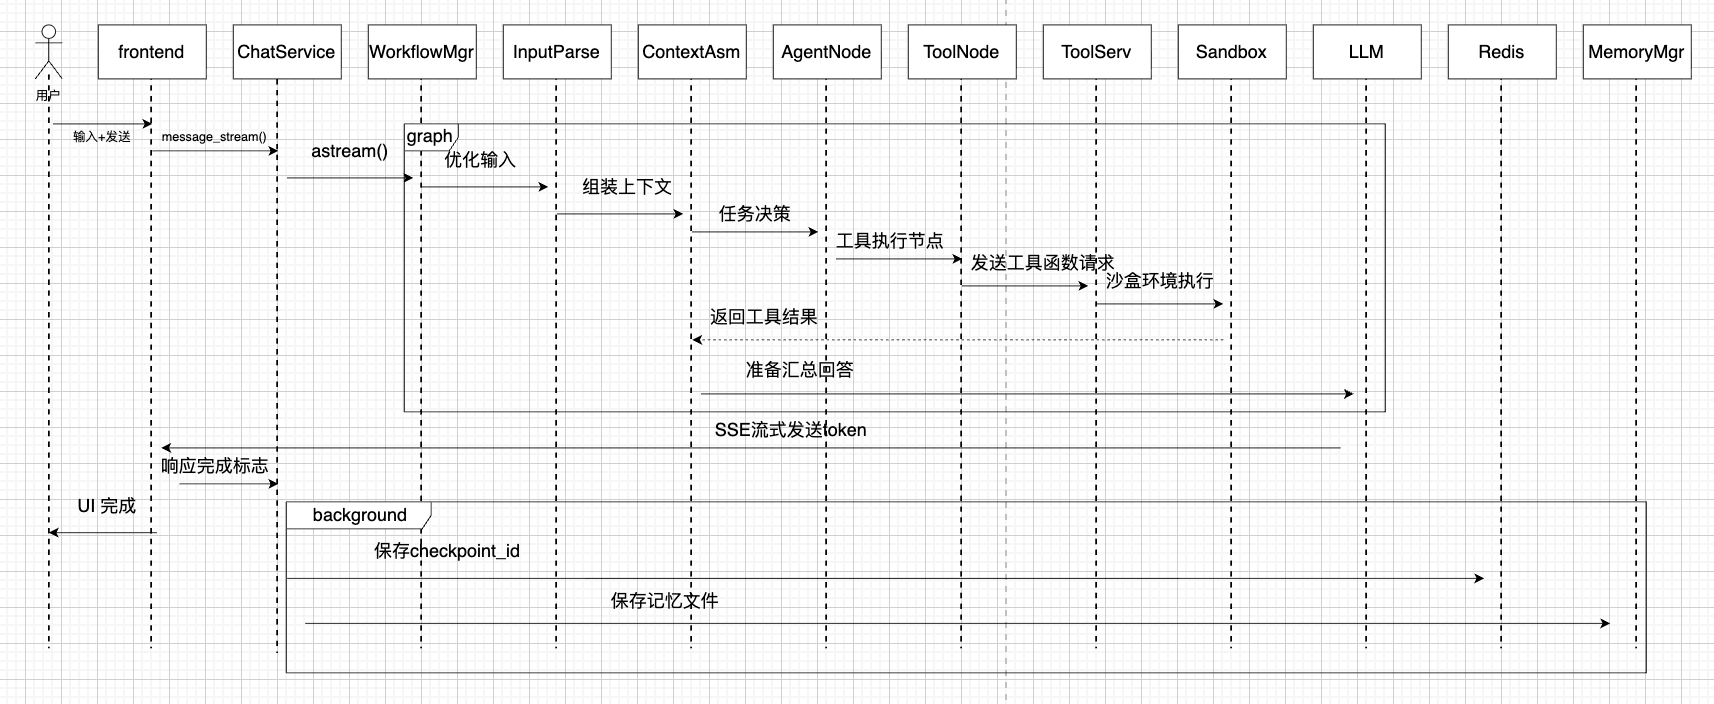 frontend
ChatService
WorkflowMgr
InputParse
ContextAsm
AgentNode
ToolNode
ToolServ
Sandbox
LLM
Redis
MemoryMgr
用户
输入+发送
message_stream()
graph
astream()
优化输入
组装上下文
任务决策
工具执行节点
发送工具函数请求
沙盒环境执行
返回工具结果
准备汇总回答
SSE流式发送token
响应完成标志
UI 完成
background
保存checkpoint_id
保存记忆文件